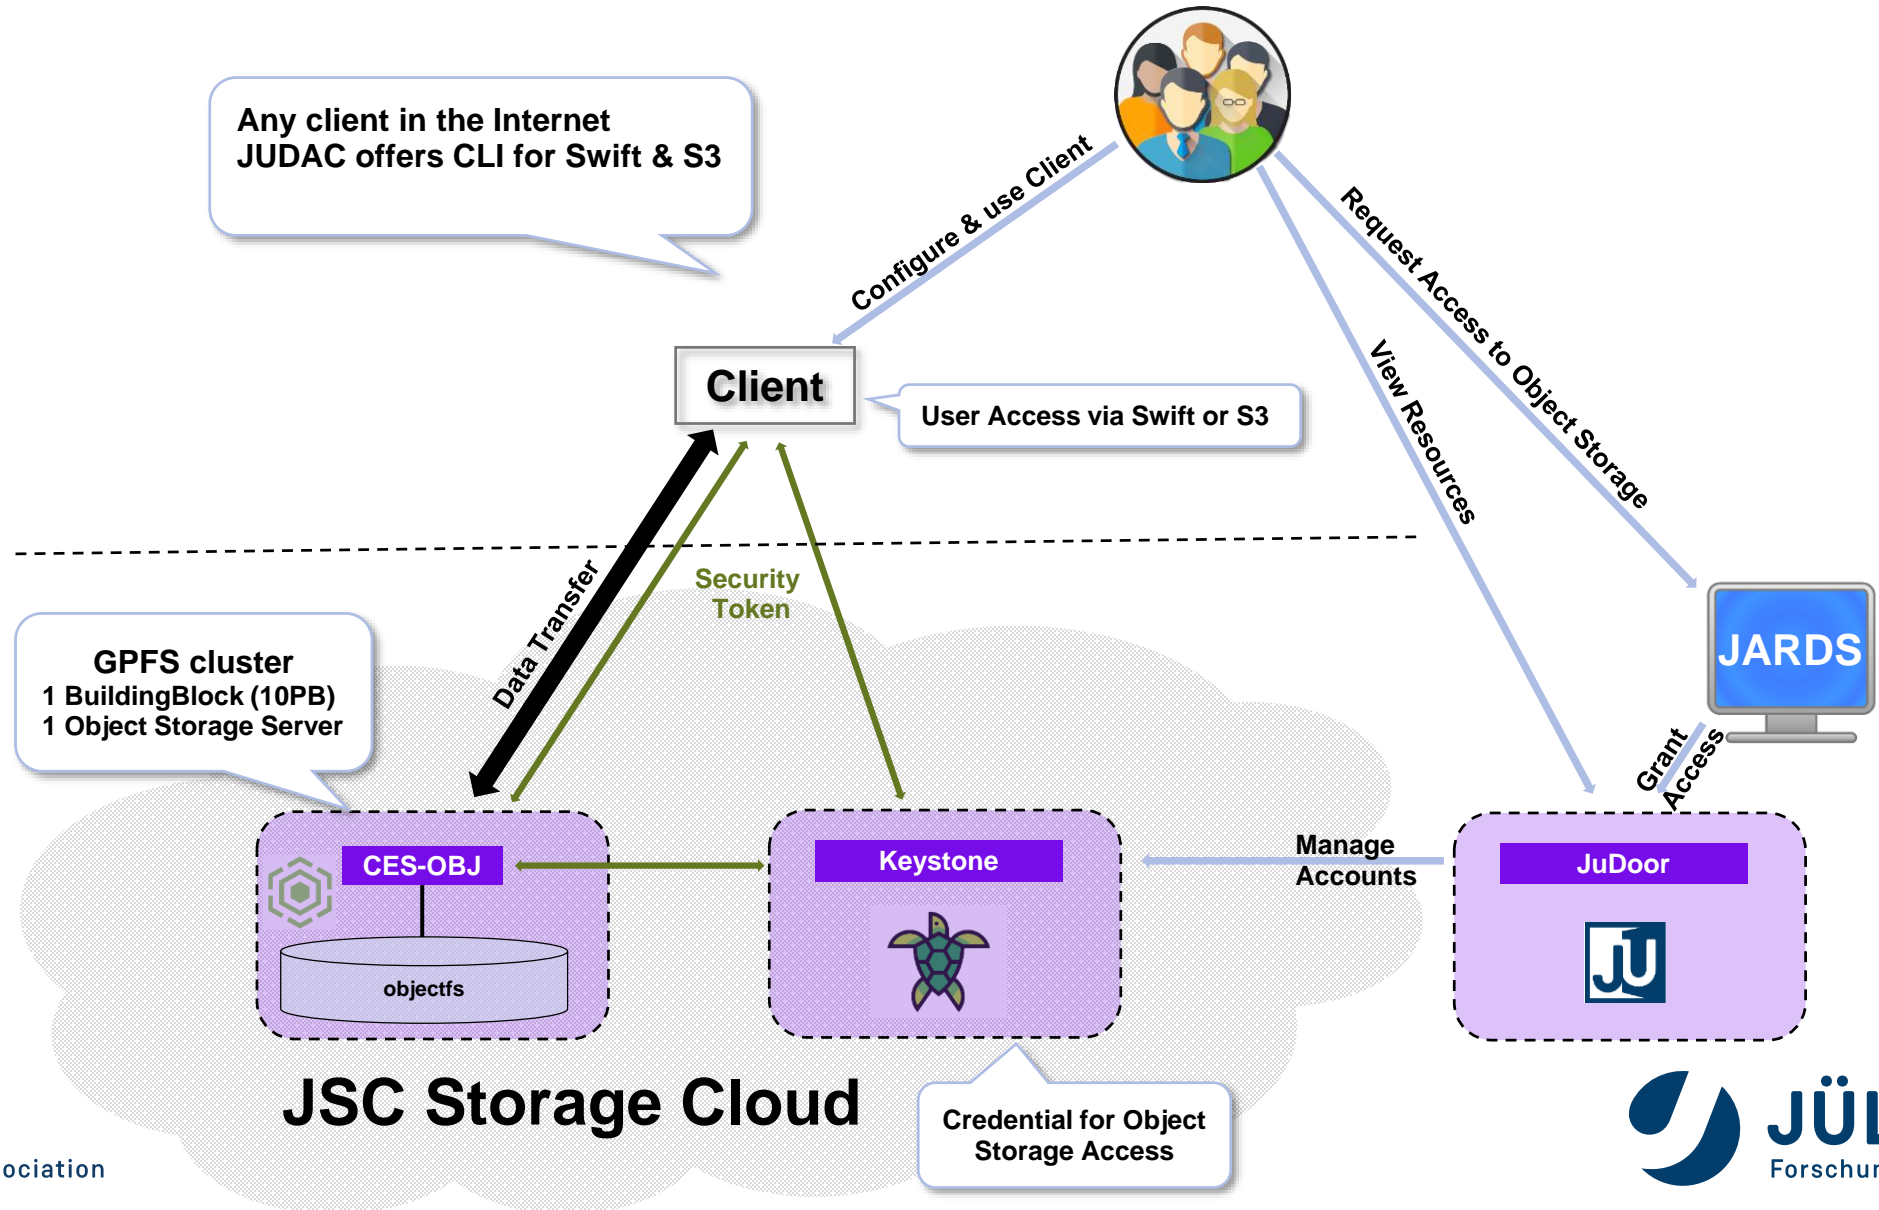 Any client in the Internet
JUDAC offers CLI for Swift & S3
Configure & use Client
Request Access to Object Storage
View Resources
Client
User Access via Swift or S3
Data Transfer
Security
Token
GPFS cluster
1 BuildingBlock (10PB)
1 Object Storage Server
JARDS
Grant
Access
CES-OBJ
Keystone
Manage
Accounts
JuDoor
JU
objectfs
JSC Storage Cloud
Credential for Object
Storage Access
JÜL
Forschun
ociation